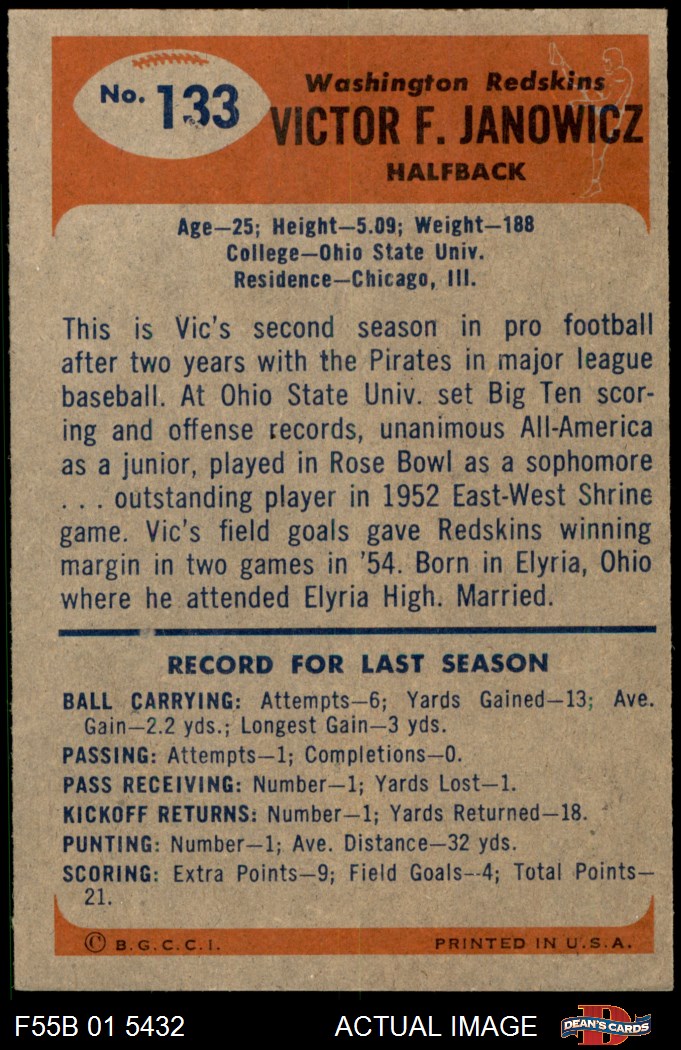 No. 133
Washington Redskins
VICTOR F. JANOWICZ
HALFBACK
Age—25; Height—5.09; Weight—188
College—Ohio State Univ.
Residence—Chicago, Ill.
This is Vic's second season in pro football
after two years with the Pirates in major league
baseball. At Ohio State Univ. set Big Ten scor-
ing and offense records, unanimous All-America
as a junior, played in Rose Bowl as a sophomore
. . . outstanding player in 1952 East-West Shrine
game. Vic's field goals gave Redskins winning
margin in two games in '54. Born in Elyria, Ohio
where he attended Elyria High. Married.
RECORD FOR LAST SEASON
BALL CARRYING: Attempts—6; Yards Gained—13; Ave.
Gain—2.2 yds.; Longest Gain—3 yds.
PASSING: Attempts—1; Completions—0.
PASS RECEIVING: Number—1; Yards Lost—1.
KICKOFF RETURNS: Number—1; Yards Returned—18.
PUNTING: Number—1; Ave. Distance—32 yds.
SCORING: Extra Points—9; Field Goals--4; Total Points—
21.
© B.G.C.C.I. PRINTED IN U.S.A.
F55B 01 5432 ACTUAL IMAGE D DEAN'S CARDS